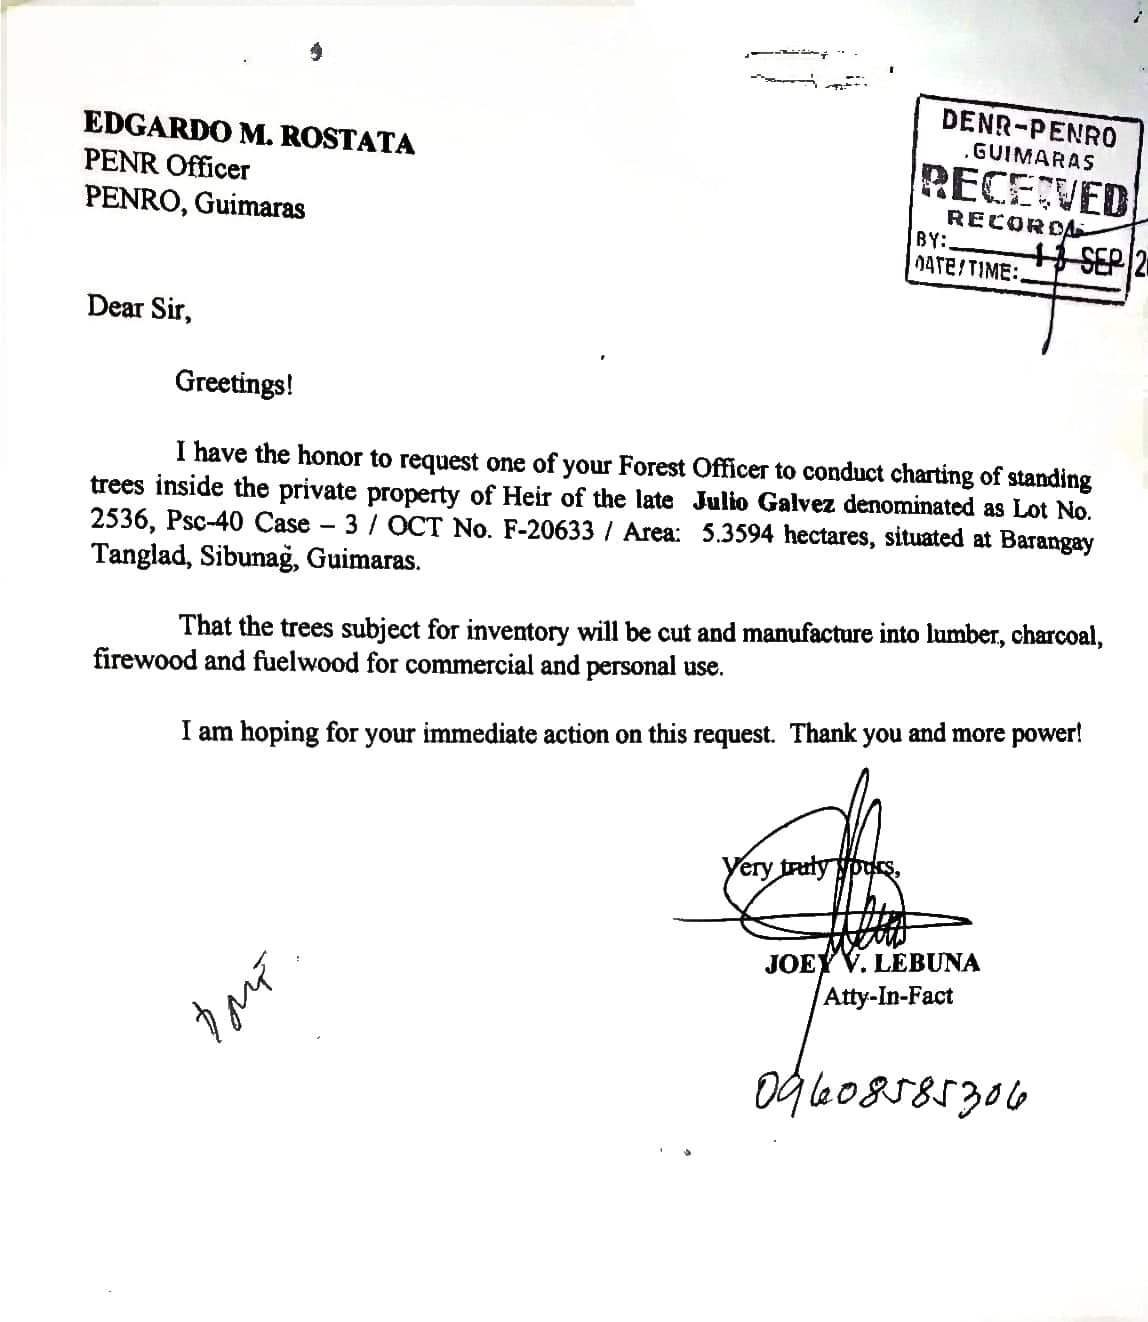 EDGARDO M. ROSTATA
PENR Officer
PENRO, Guimaras
DENR-PENRO
GUIMARAS
RECEIVED
RECORDS
BY:
DATE/TIME: 13 SEP 2
Dear Sir,
Greetings!
I have the honor to request one of your Forest Officer to conduct charting of standing
trees inside the private property of Heir of the late Julio Galvez denominated as Lot No.
2536, Psc-40 Case – 3 / OCT No. F-20633 / Area: 5.3594 hectares, situated at Barangay
Tanglad, Sibunag, Guimaras.
That the trees subject for inventory will be cut and manufacture into lumber, charcoal,
firewood and fuelwood for commercial and personal use.
I am hoping for your immediate action on this request. Thank you and more power!
Very truly yours,
JOEY V. LEBUNA
Atty-In-Fact
09608585306